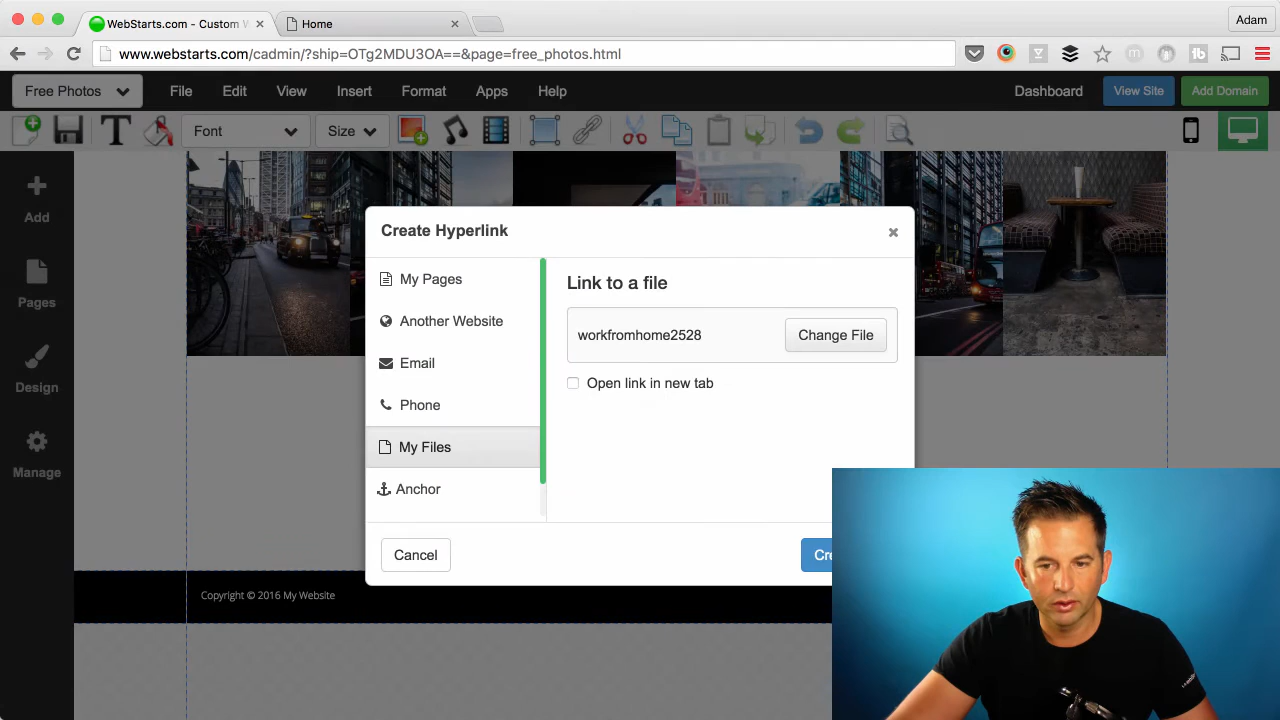 WebStarts.com - Custom W
Home
Adam
www.webstarts.com/cadmin/?ship=OTg2MDU3OA==&page=free_photos.html
Free Photos
File
Edit
View
Insert
Format
Apps
Help
Dashboard
View Site
Add Domain
Font
Size
Add
Pages
Design
Manage
Create Hyperlink
My Pages
Another Website
Email
Phone
My Files
Anchor
Link to a file
workfromhome2528
Change File
Open link in new tab
Cancel
Cre
Copyright © 2016 My Website